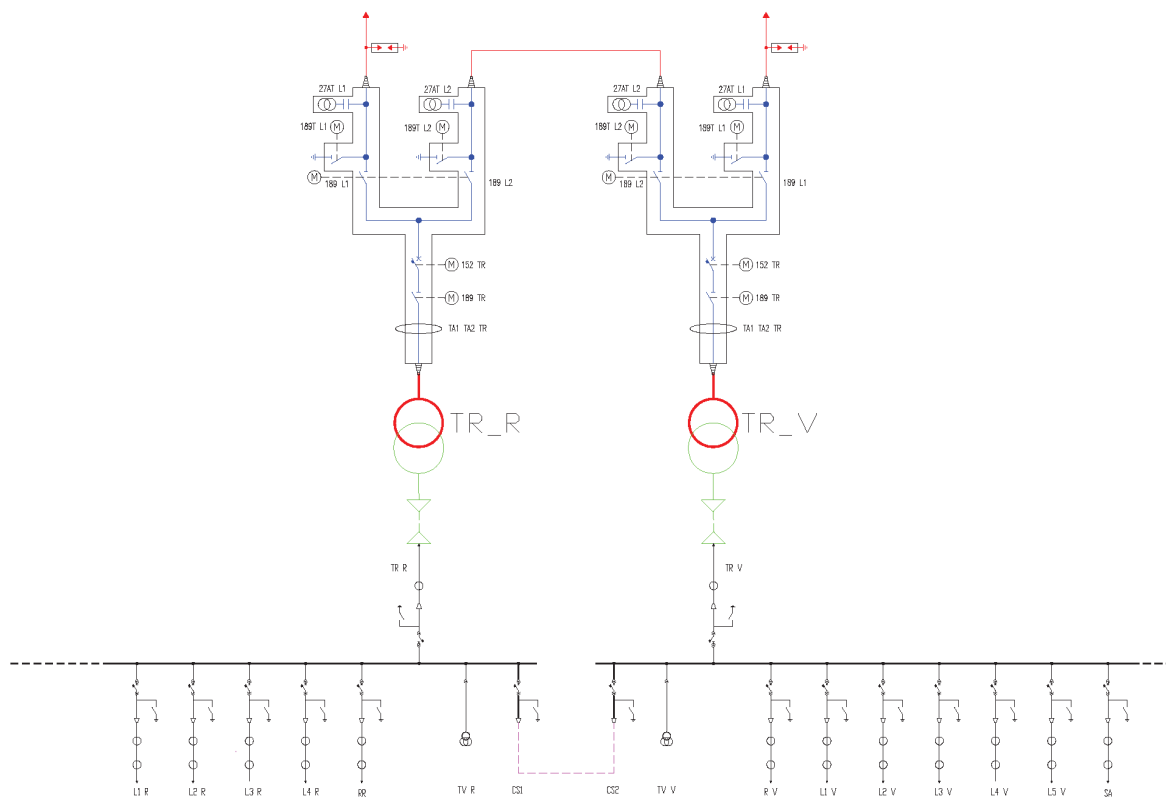 27AT L1
27AT L2
27AT L2
27AT L1
189T L1
M
189T L2
M
189T L2
M
189T L1
M
M
189 L1
189 L2
M
189 L2
189 L1
M
152 TR
M
152 TR
M
189 TR
M
189 TR
TA1 TA2 TR
TA1 TA2 TR
TR_R
TR_V
TR R
TR V
L1 R
L2 R
L3 R
L4 R
RR
TV R
CS1
CS2
TV V
R V
L1 V
L2 V
L3 V
L4 V
L5 V
SA